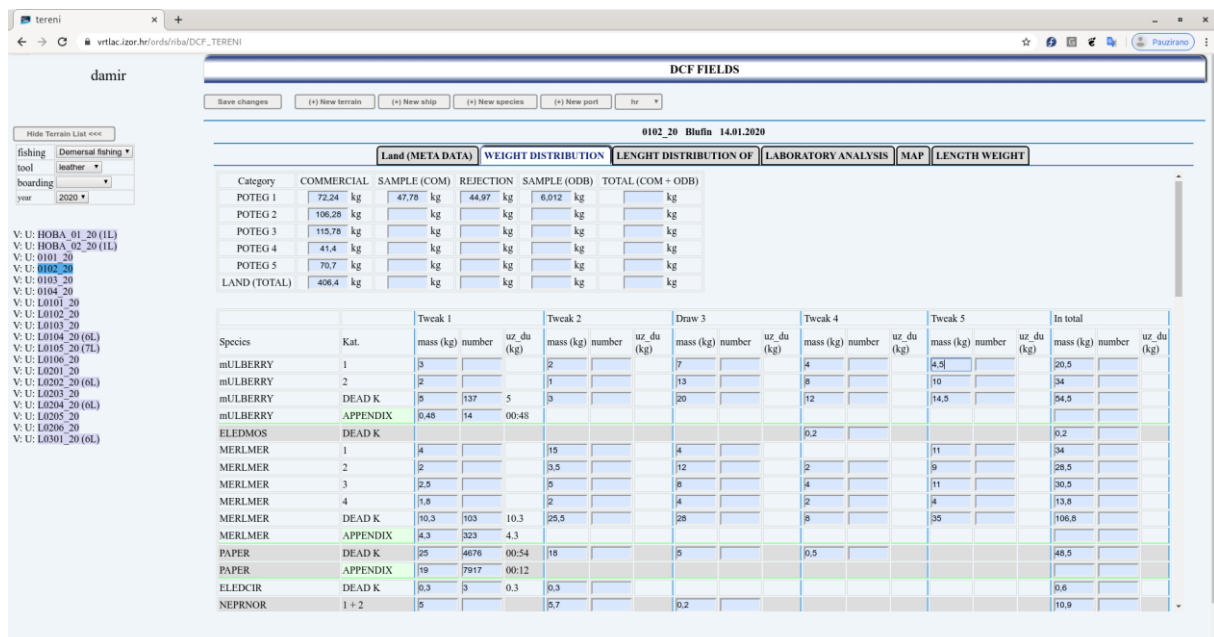 tereni
vrtlac.izor.hr/ords/riba/DCF_TERENI
Pauzirano
damir
DCF FIELDS
Save changes (+) New terrain (+) New ship (+) New species (+) New port hr
Hide Terrain List <<<
0102_20 Blufin 14.01.2020
fishing Demersal fishing
tool leather
boarding
year 2020
Land (META DATA) WEIGHT DISTRIBUTION LENGHT DISTRIBUTION OF LABORATORY ANALYSIS MAP LENGTH WEIGHT
V: U: HOBA_01_20 (1L)
V: U: HOBA_02_20 (1L)
V: U: 0101_20
V: U: 0102_20
V: U: 0103_20
V: U: 0104_20
V: U: L0101_20
V: U: L0102_20
V: U: L0103_20
V: U: L0104_20 (6L)
V: U: L0105_20 (7L)
V: U: L0106_20
V: U: L0201_20
V: U: L0202_20 (6L)
V: U: L0203_20
V: U: L0204_20 (6L)
V: U: L0205_20
V: U: L0206_20
V: U: L0301_20 (6L)
Category COMMERCIAL SAMPLE (COM) REJECTION SAMPLE (ODB) TOTAL (COM + ODB)
POTEG 1 72,24 kg 47,78 kg 44,97 kg 6,012 kg kg
POTEG 2 106,28 kg kg kg kg kg
POTEG 3 115,78 kg kg kg kg kg
POTEG 4 41,4 kg kg kg kg kg
POTEG 5 70,7 kg kg kg kg kg
LAND (TOTAL) 406,4 kg kg kg kg kg
Tweak 1 Tweak 2 Draw 3 Tweak 4 Tweak 5 In total
Species Kat. mass (kg) number uz_du (kg) mass (kg) number uz_du (kg) mass (kg) number uz_du (kg) mass (kg) number uz_du (kg) mass (kg) number uz_du (kg) mass (kg) number uz_du (kg)
mULBERRY 1 3 2 7 4 4,5 20,5
mULBERRY 2 2 1 13 8 10 34
mULBERRY DEAD K 5 137 5 3 20 12 14,5 54,5
mULBERRY APPENDIX 0,48 14 00:48
ELEDMOS DEAD K 0,2 0,2
MERLMER 1 4 15 4 11 34
MERLMER 2 2 3,5 12 2 9 28,5
MERLMER 3 2,5 5 8 4 11 30,5
MERLMER 4 1,8 2 4 2 4 13,8
MERLMER DEAD K 10,3 103 10.3 25,5 28 8 35 106,8
MERLMER APPENDIX 4,3 323 4.3
PAPER DEAD K 25 4676 00:54 18 5 0,5 48,5
PAPER APPENDIX 19 7917 00:12
ELEDCIR DEAD K 0,3 3 0.3 0,3 0,6
NEPRNOR 1 + 2 5 5,7 0,2 10,9